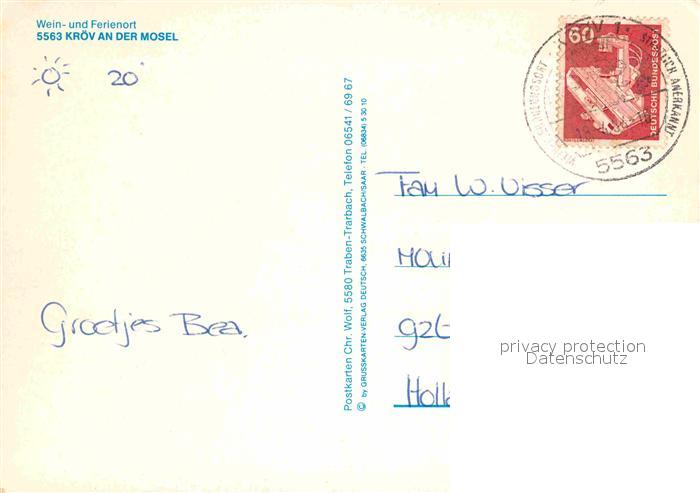 Wein- und Ferienort
5563 KRÖV AN DER MOSEL
20°
60
DEUTSCHE BUNDESPOST
STAATLICH ANERKANNT
5563
W. Visser
Groetjes Bea.
Postkarten Chr. Wolf, 5580 Traben-Trarbach, Telefon 06541 / 69 67
© by GRUSSKARTEN-VERLAG DEUTSCH, 6635 SCHWALBACH/SAAR · TEL. (06834) 5 30 10
privacy protection
Datenschutz